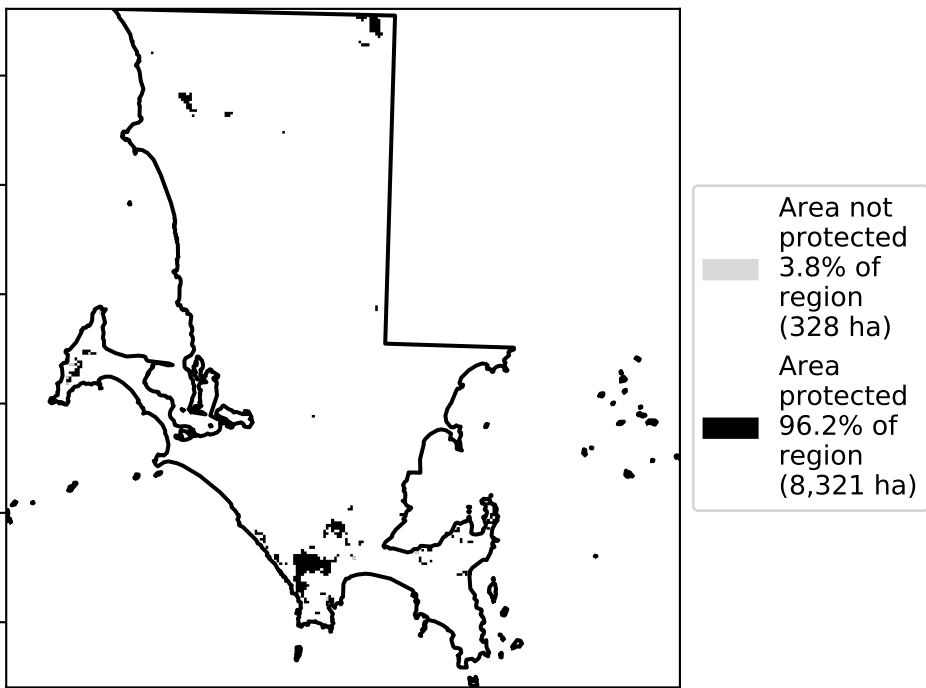 Area not
protected
3.8% of
region
(328 ha)
Area
protected
96.2% of
region
(8,321 ha)